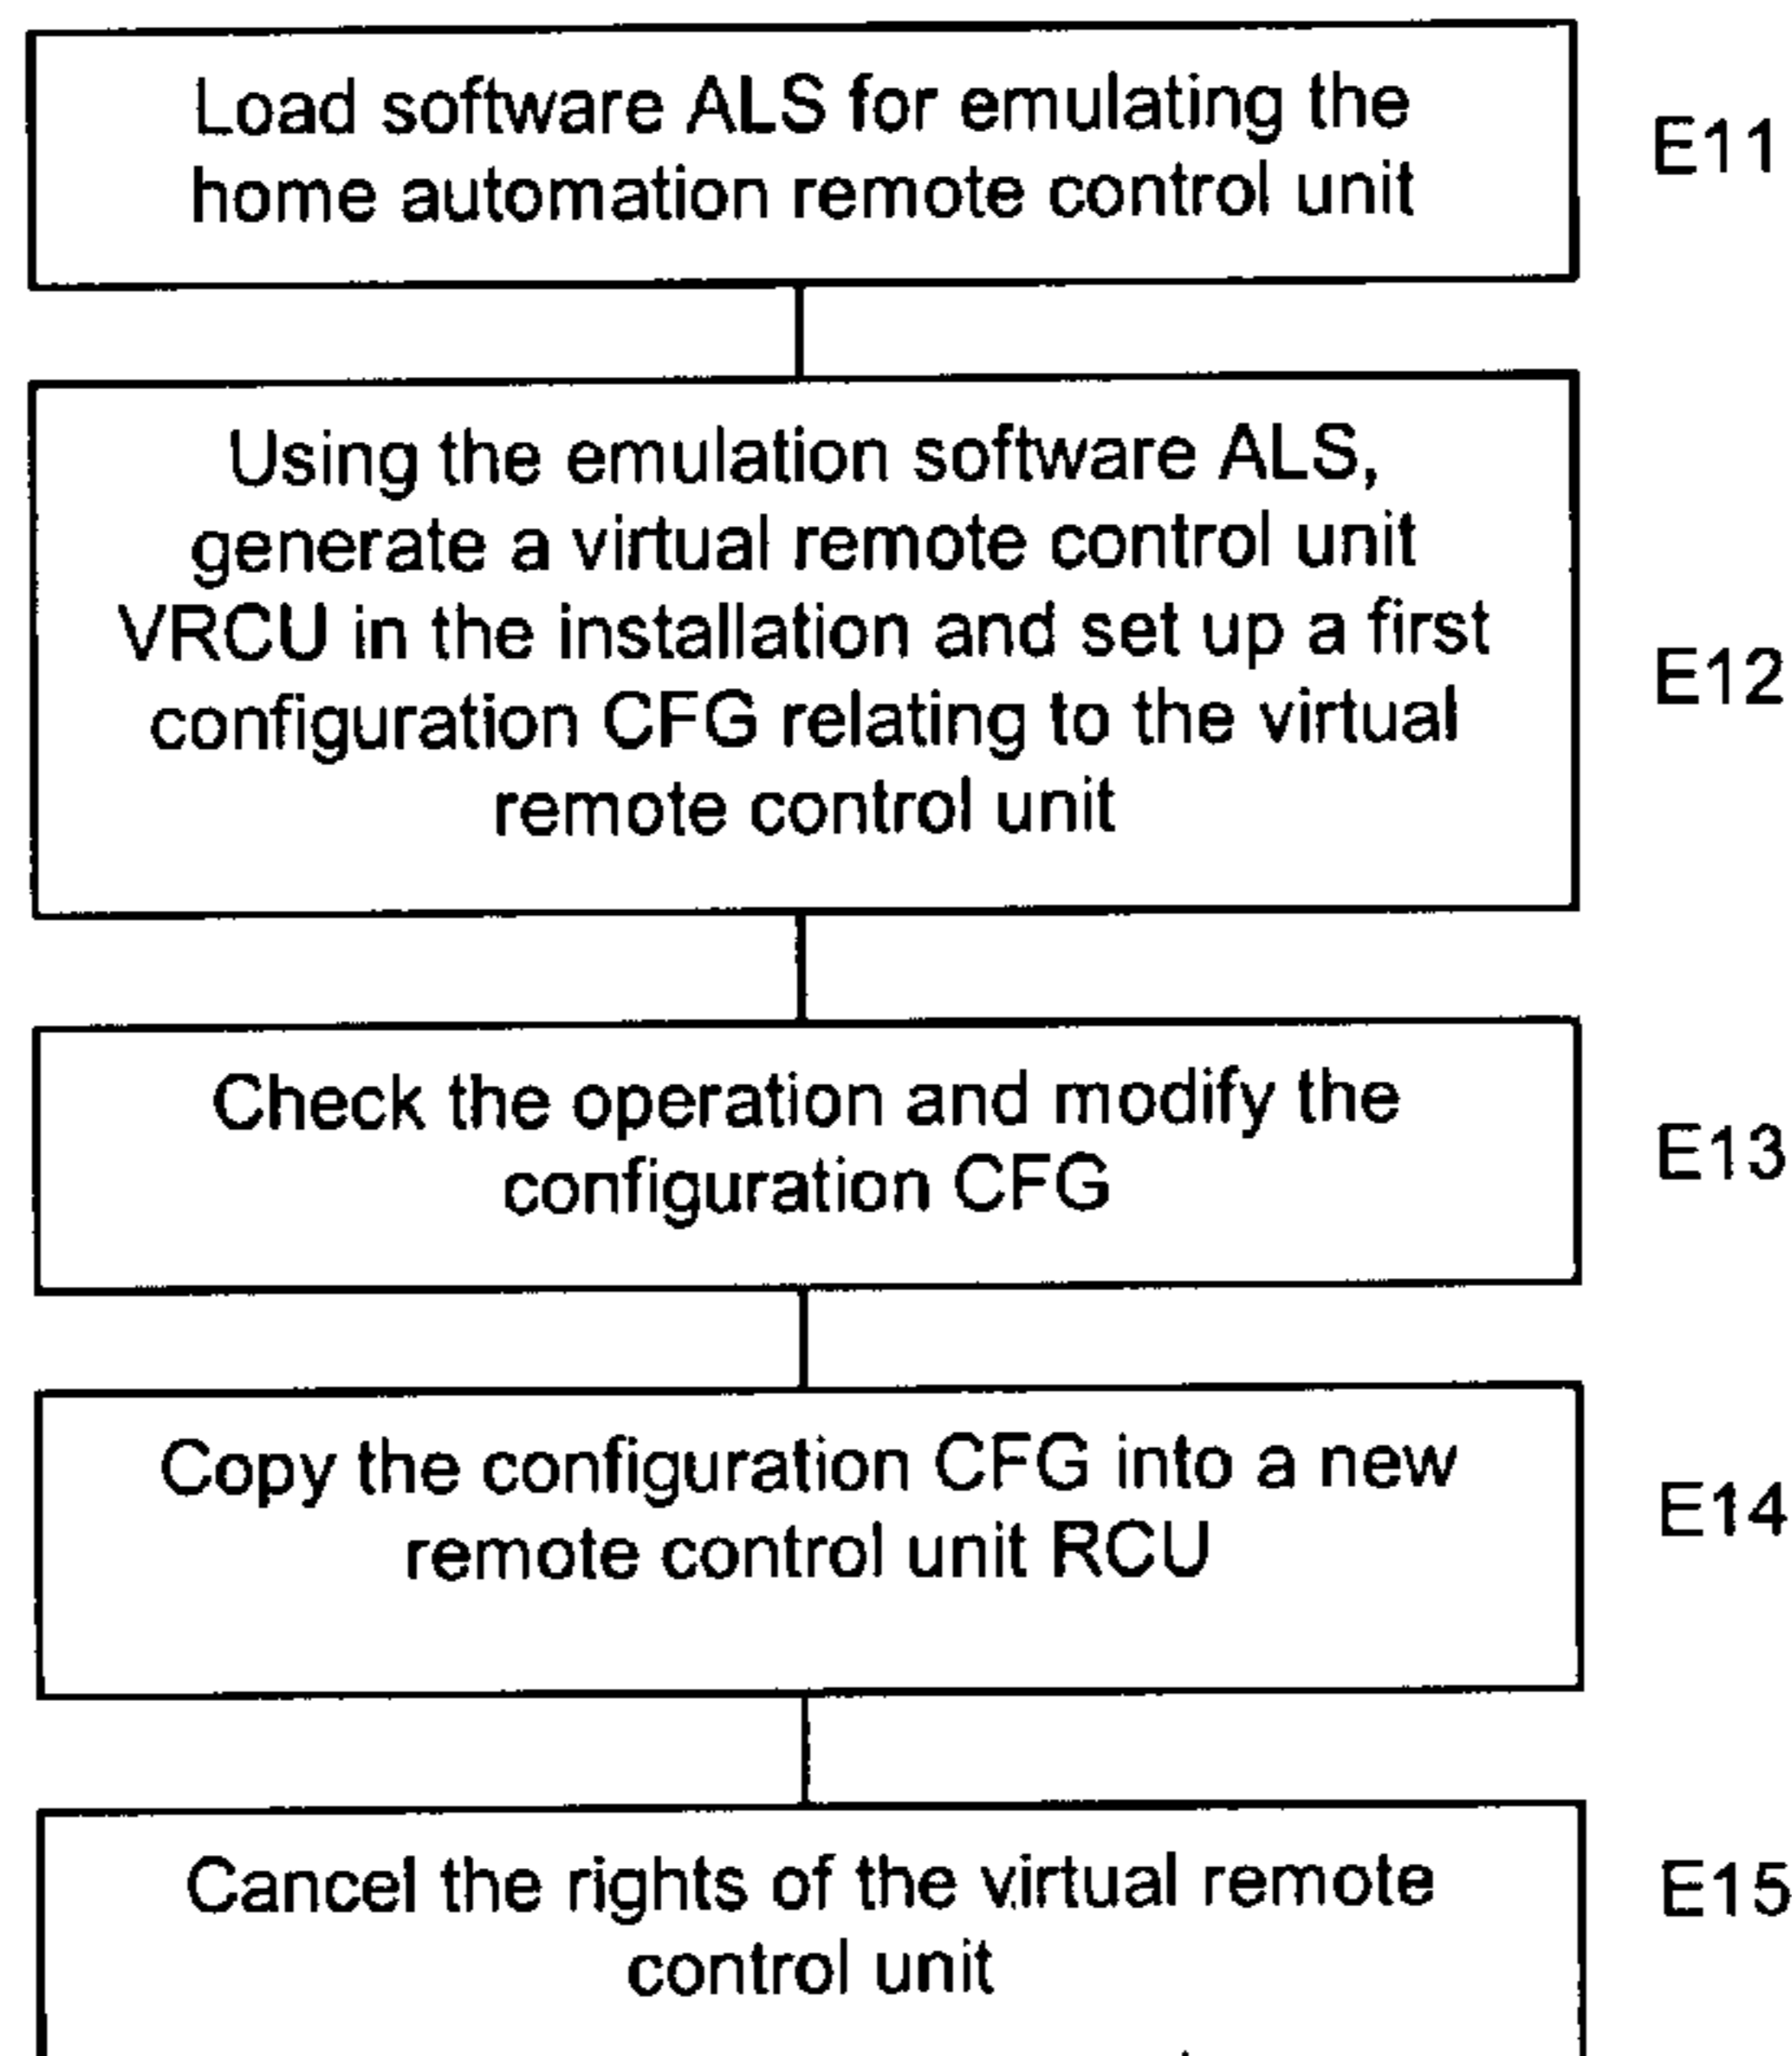 Load software ALS for emulating the
home automation remote control unit
E11
Using the emulation software ALS,
generate a virtual remote control unit
VRCU in the installation and set up a first
configuration CFG relating to the virtual
remote control unit
E12
Check the operation and modify the
configuration CFG
E13
Copy the configuration CFG into a new
remote control unit RCU
E14
Cancel the rights of the virtual remote
control unit
E15